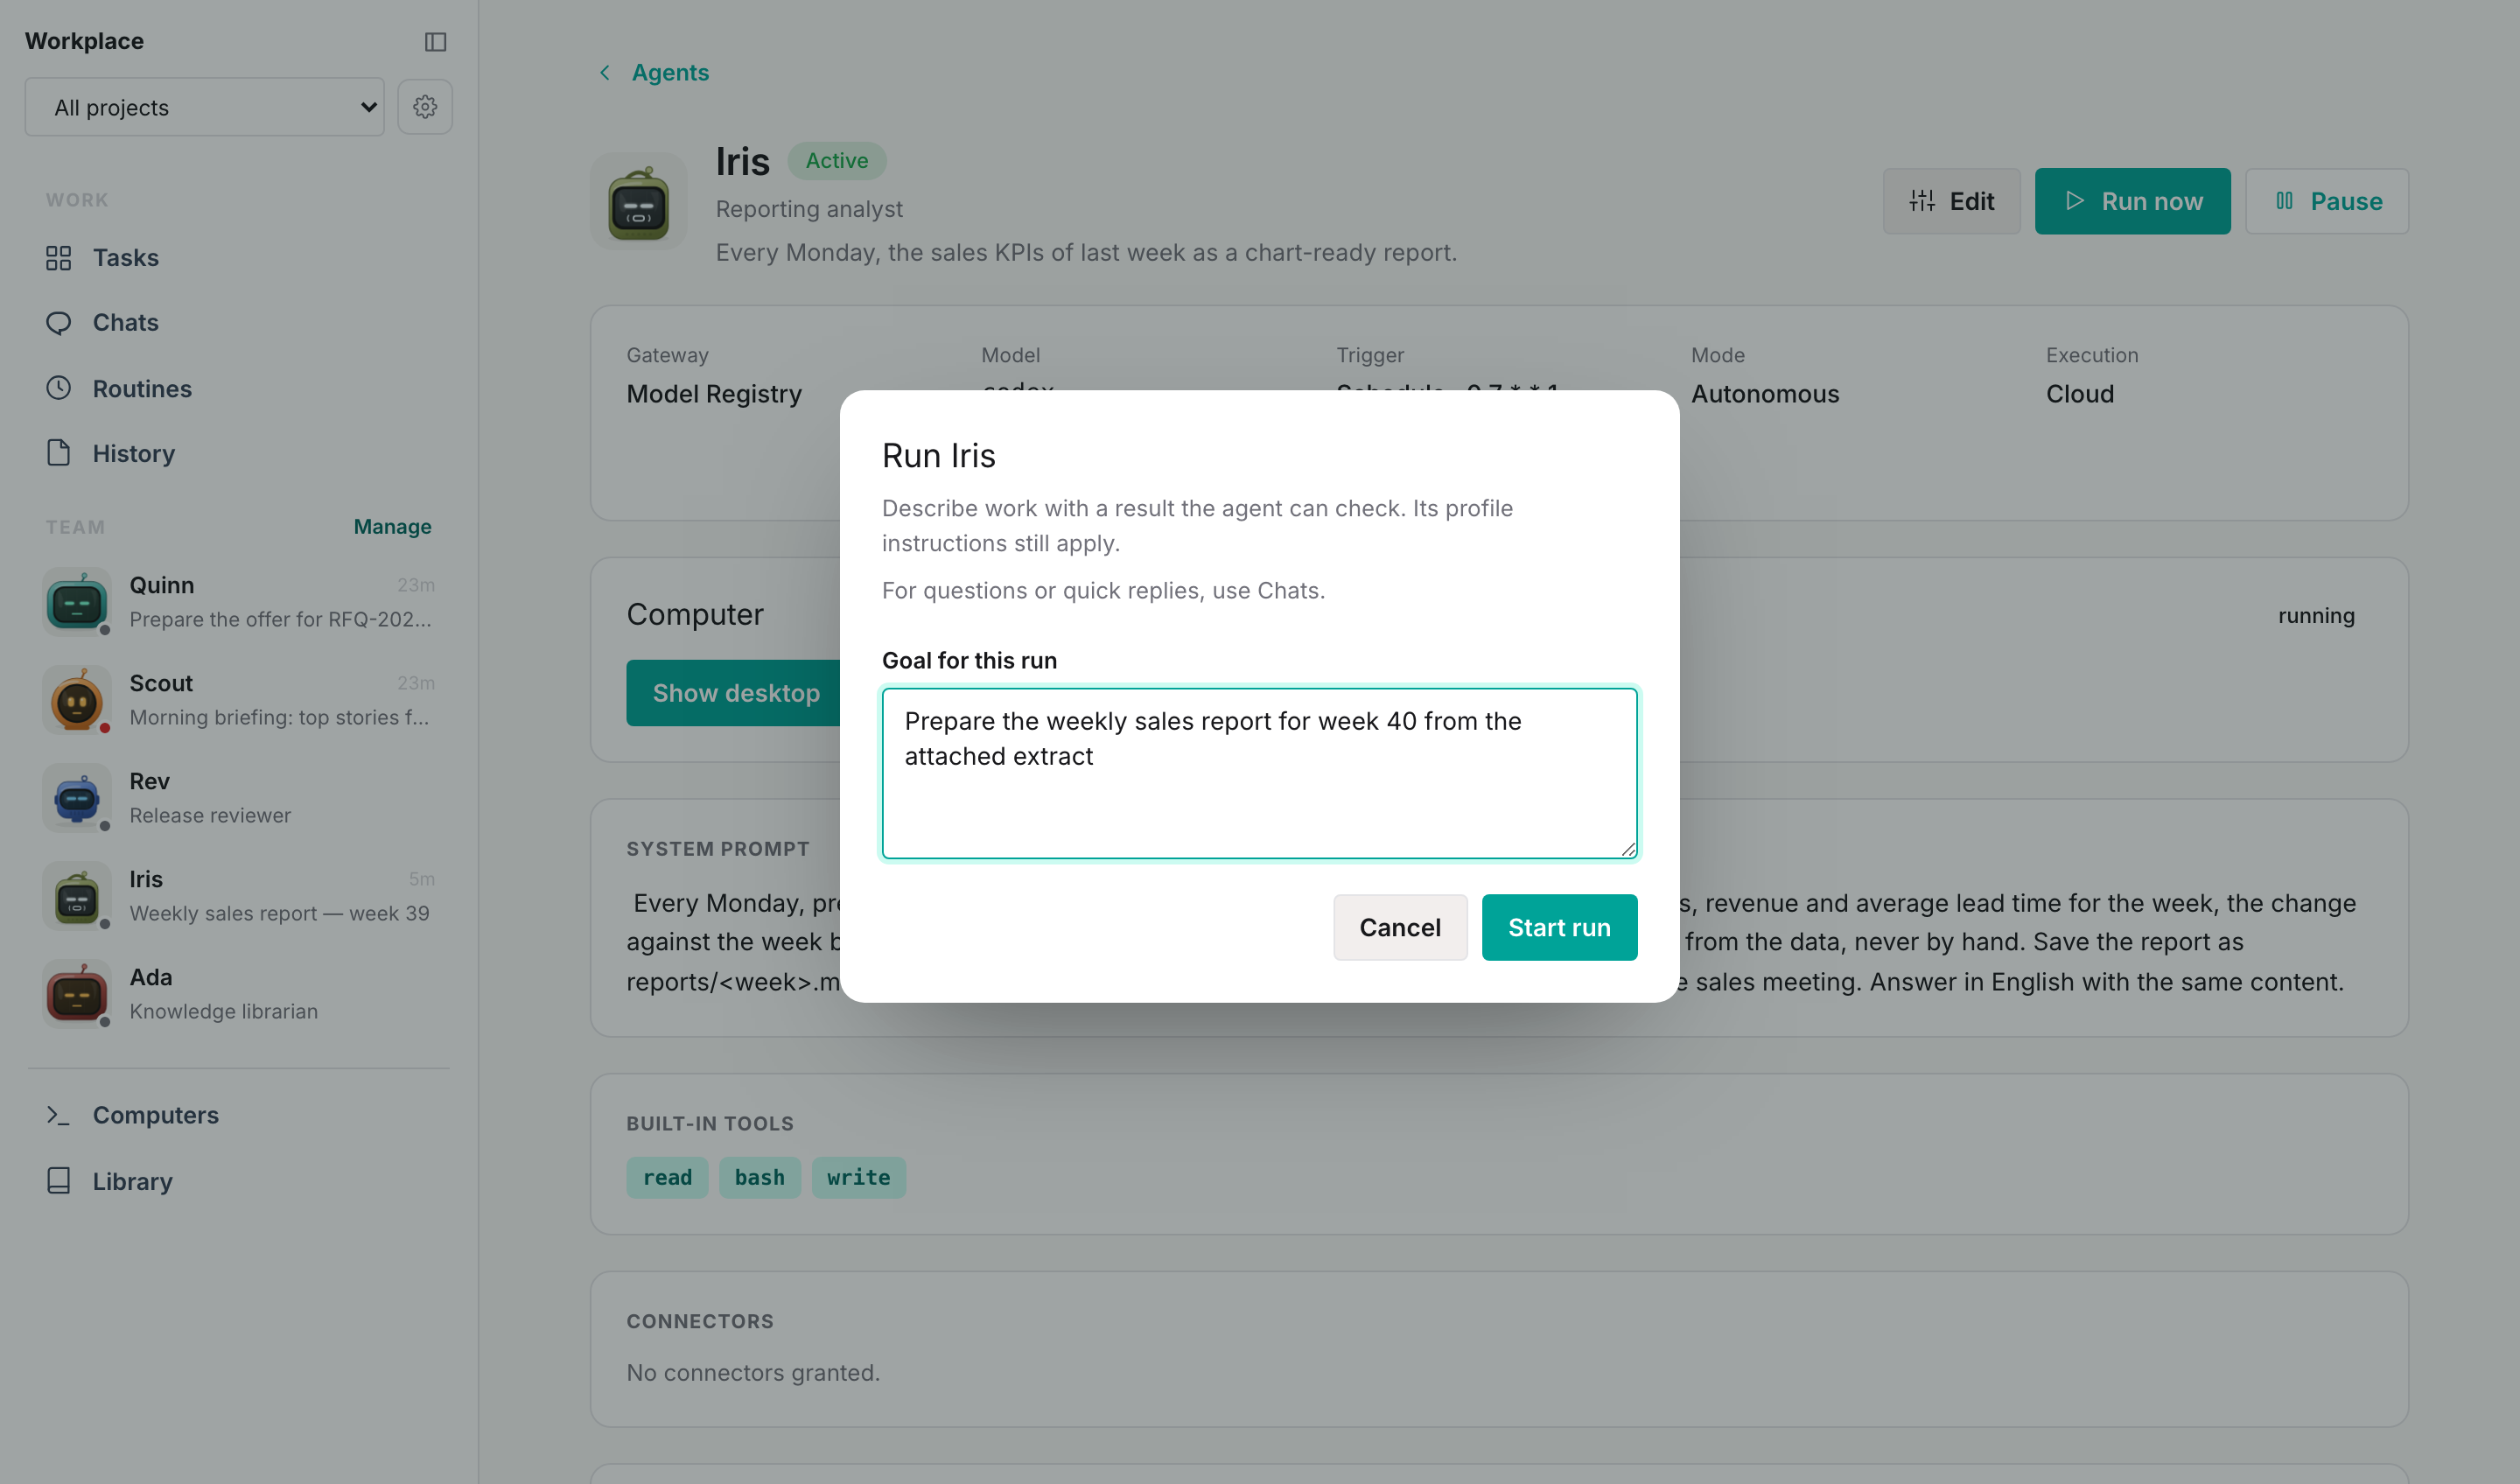 Workplace
All projects
WORK
Tasks
Chats
Routines
History
TEAM
Manage
Quinn
23m
Prepare the offer for RFQ-202...
Scout
23m
Morning briefing: top stories f...
Rev
Release reviewer
Iris
5m
Weekly sales report — week 39
Ada
Knowledge librarian
Computers
Library
Agents
Iris
Active
Reporting analyst
Every Monday, the sales KPIs of last week as a chart-ready report.
Edit
Run now
Pause
Gateway
Model
Trigger
Mode
Execution
Model Registry
Autonomous
Cloud
Run Iris
Describe work with a result the agent can check. Its profile
instructions still apply.
For questions or quick replies, use Chats.
Goal for this run
Prepare the weekly sales report for week 40 from the
attached extract
Cancel
Start run
Computer
running
Show desktop
SYSTEM PROMPT
Every Monday, revenue and average lead time for the week, the change
against the week from the data, never by hand. Save the report as
reports/<week>.m sales meeting. Answer in English with the same content.
BUILT-IN TOOLS
read
bash
write
CONNECTORS
No connectors granted.